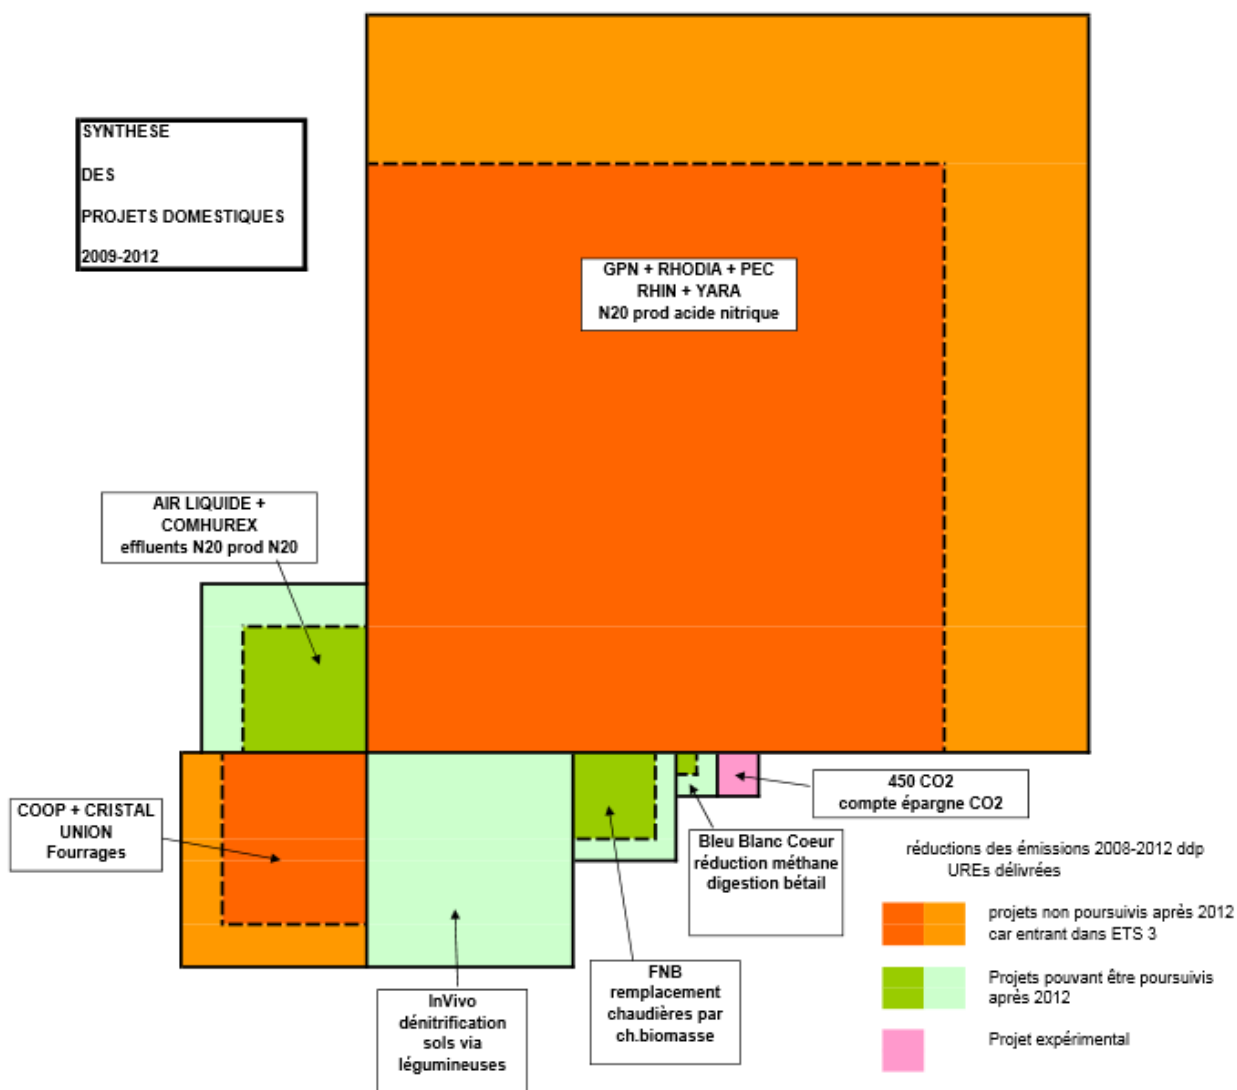 SYNTHESE
DES
PROJETS DOMESTIQUES
2009-2012
GPN + RHODIA + PEC
RHIN + YARA
N20 prod acide nitrique
AIR LIQUIDE +
COMHUREX
effluents N20 prod N20
COOP + CRISTAL
UNION
Fourrages
InVivo
dénitrification
sols via
légumineuses
FNB
remplacement
chaudières par
ch.biomasse
Bleu Blanc Coeur
réduction méthane
digestion bétail
450 CO2
compte épargne CO2
réductions des émissions 2008-2012 ddp
UREs délivrées
projets non poursuivis après 2012
car entrant dans ETS 3
Projets pouvant être poursuivis
après 2012
Projet expérimental